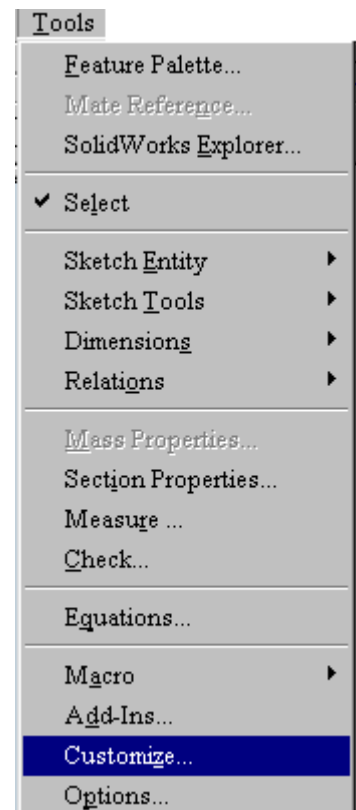 Tools
Feature Palette...
Mate Reference...
SolidWorks Explorer...
Select
Sketch Entity
Sketch Tools
Dimensions
Relations
Mass Properties...
Section Properties...
Measure ...
Check...
Equations...
Macro
Add-Ins...
Customize...
Options...